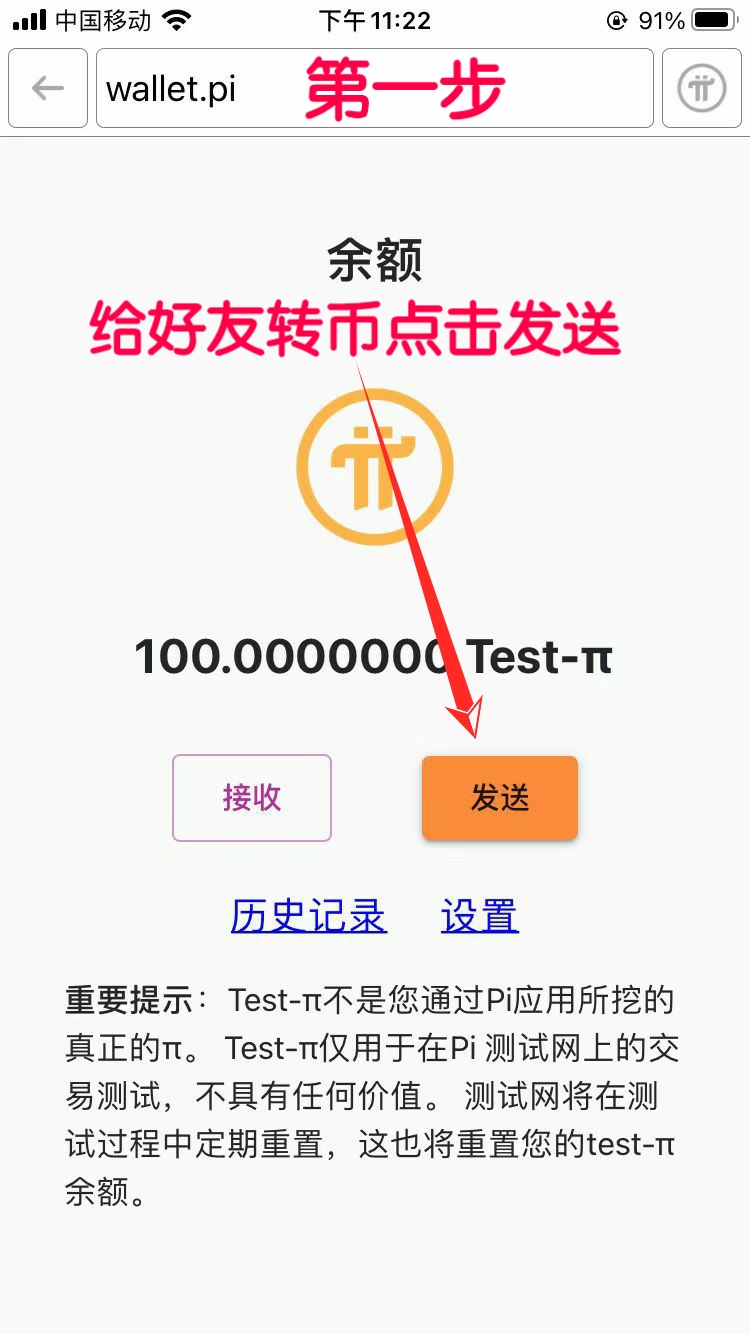 中国移动 下午11:22 91%
wallet.pi 第一步
余额
给好友转币点击发送
100.0000000 Test-π
接收 发送
历史记录 设置
重要提示：Test-π不是您通过Pi应用所挖的
真正的π。 Test-π仅用于在Pi 测试网上的交
易测试，不具有任何价值。 测试网将在测
试过程中定期重置，这也将重置您的test-π
余额。